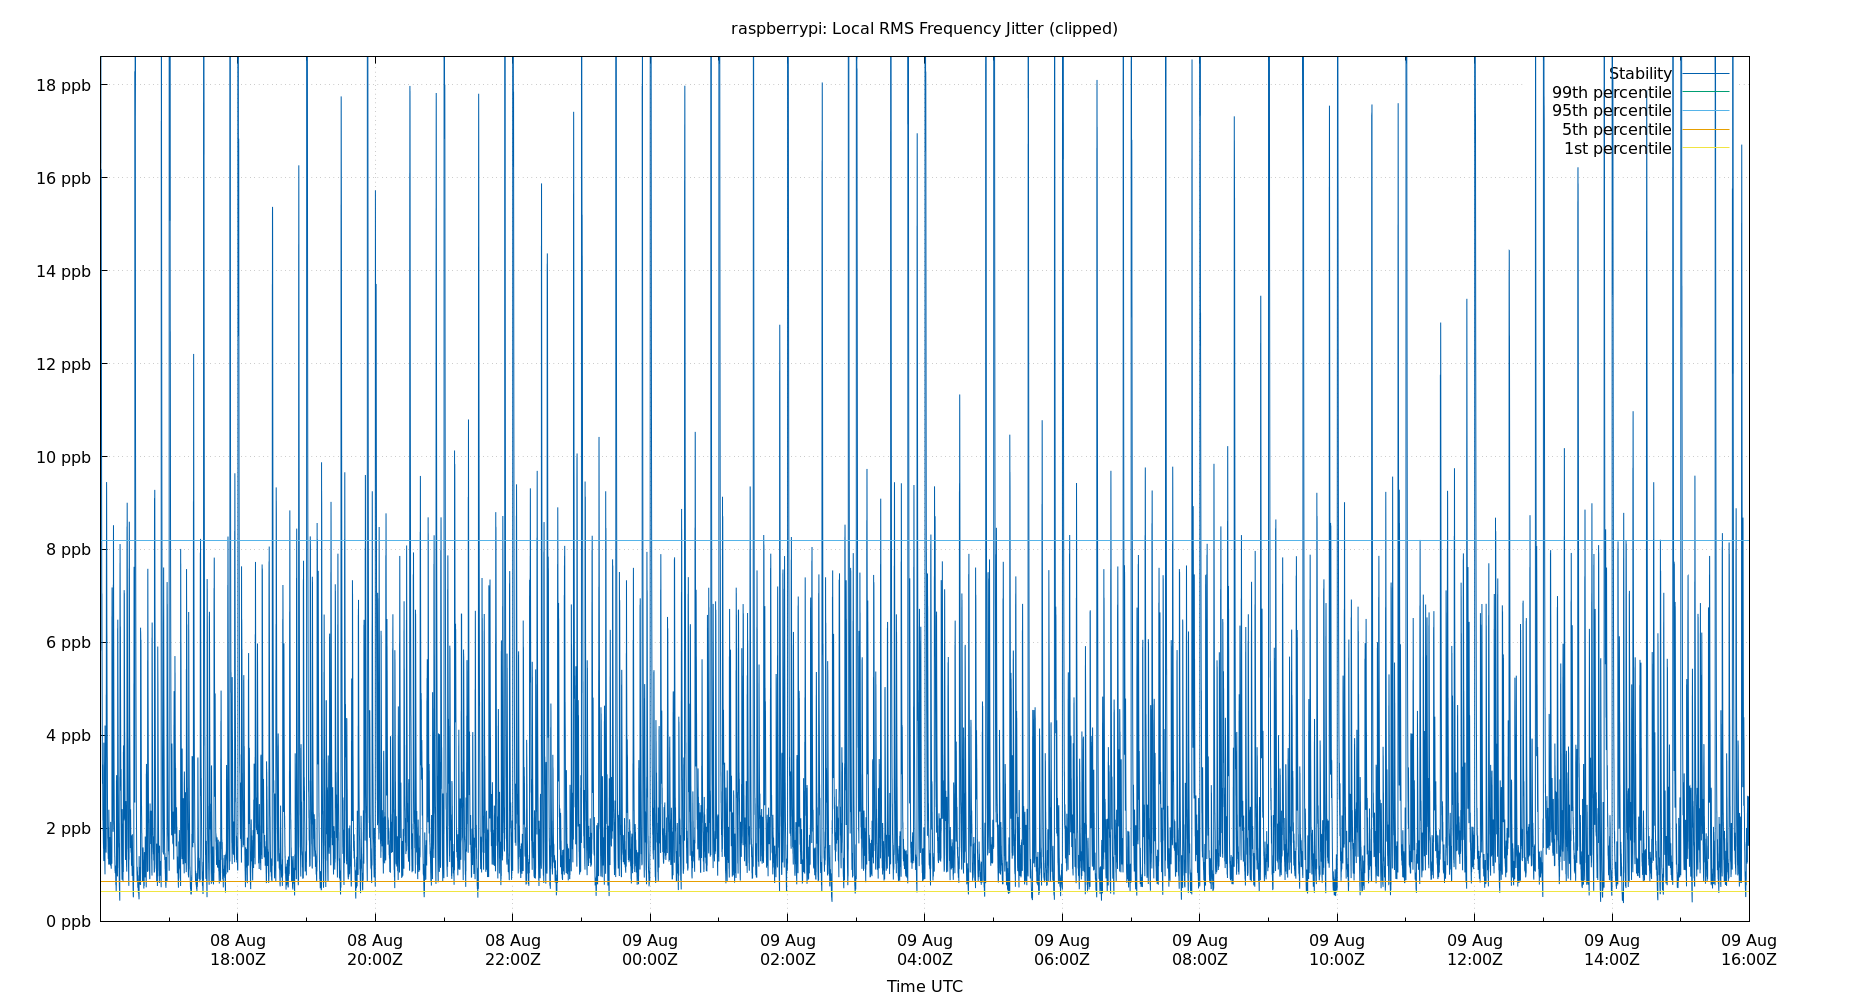 raspberrypi: Local RMS Frequency Jitter (clipped)
Stability
99th percentile
95th percentile
5th percentile
1st percentile
18 ppb
16 ppb
14 ppb
12 ppb
10 ppb
8 ppb
6 ppb
4 ppb
2 ppb
0 ppb
08 Aug 08 Aug 08 Aug 09 Aug 09 Aug 09 Aug 09 Aug 09 Aug 09 Aug 09 Aug 09 Aug 09 Aug
18:00Z 20:00Z 22:00Z 00:00Z 02:00Z 04:00Z 06:00Z 08:00Z 10:00Z 12:00Z 14:00Z 16:00Z
Time UTC